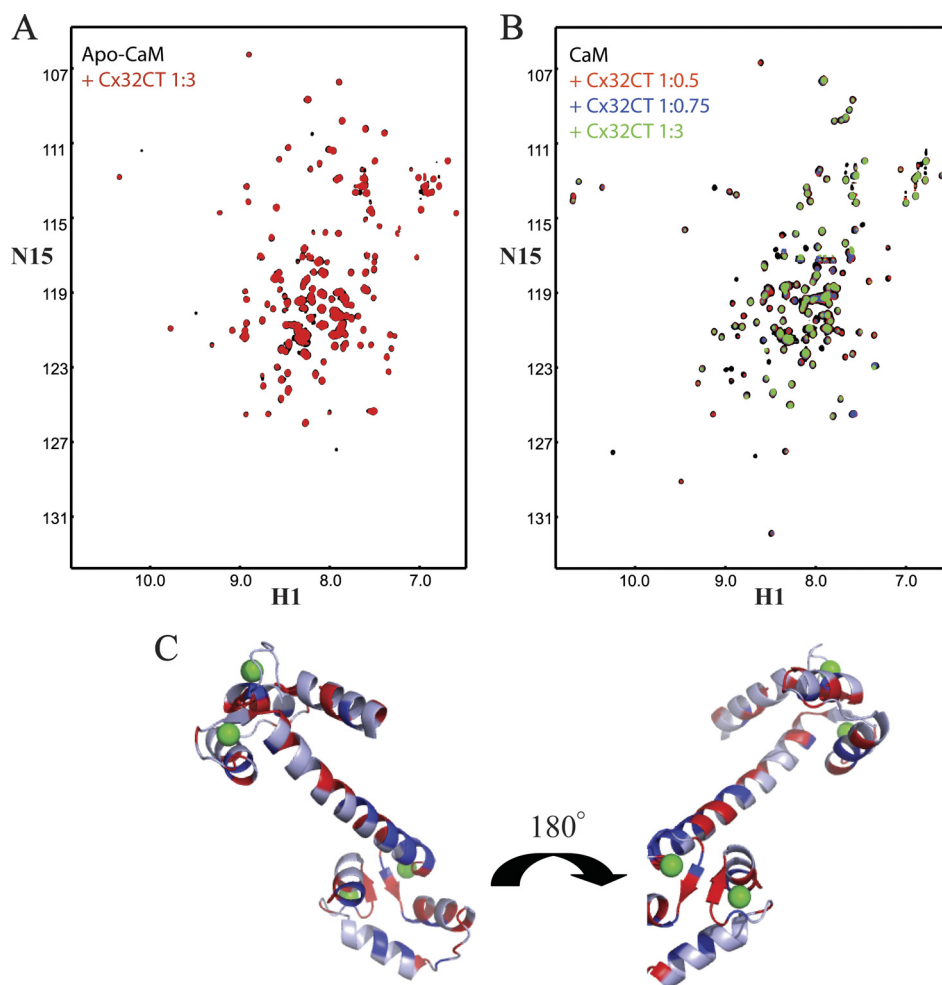 A
Apo-CaM
+ Cx32CT 1:3
107
111
115
N15
119
123
127
131
10.0 9.0 8.0 7.0
H1
B
CaM
+ Cx32CT 1:0.5
+ Cx32CT 1:0.75
+ Cx32CT 1:3
107
111
115
N15
119
123
127
131
10.0 9.0 8.0 7.0
H1
C
180°